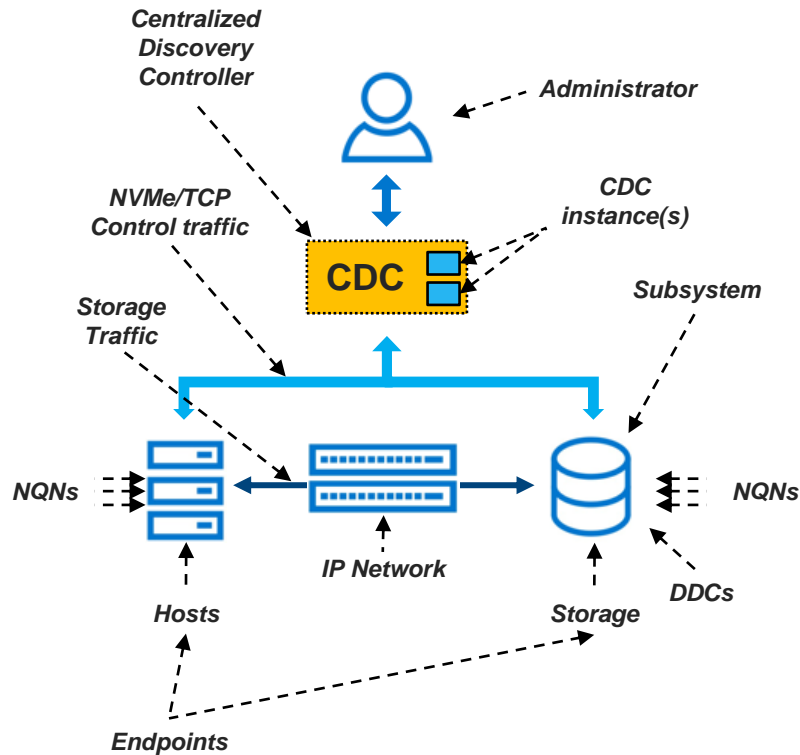 Centralized
Discovery
Controller
Administrator
NVMe/TCP
Control traffic
CDC
instance(s)
CDC
Storage
Traffic
Subsystem
NQNs
NQNs
IP Network
DDCs
Hosts
Storage
Endpoints